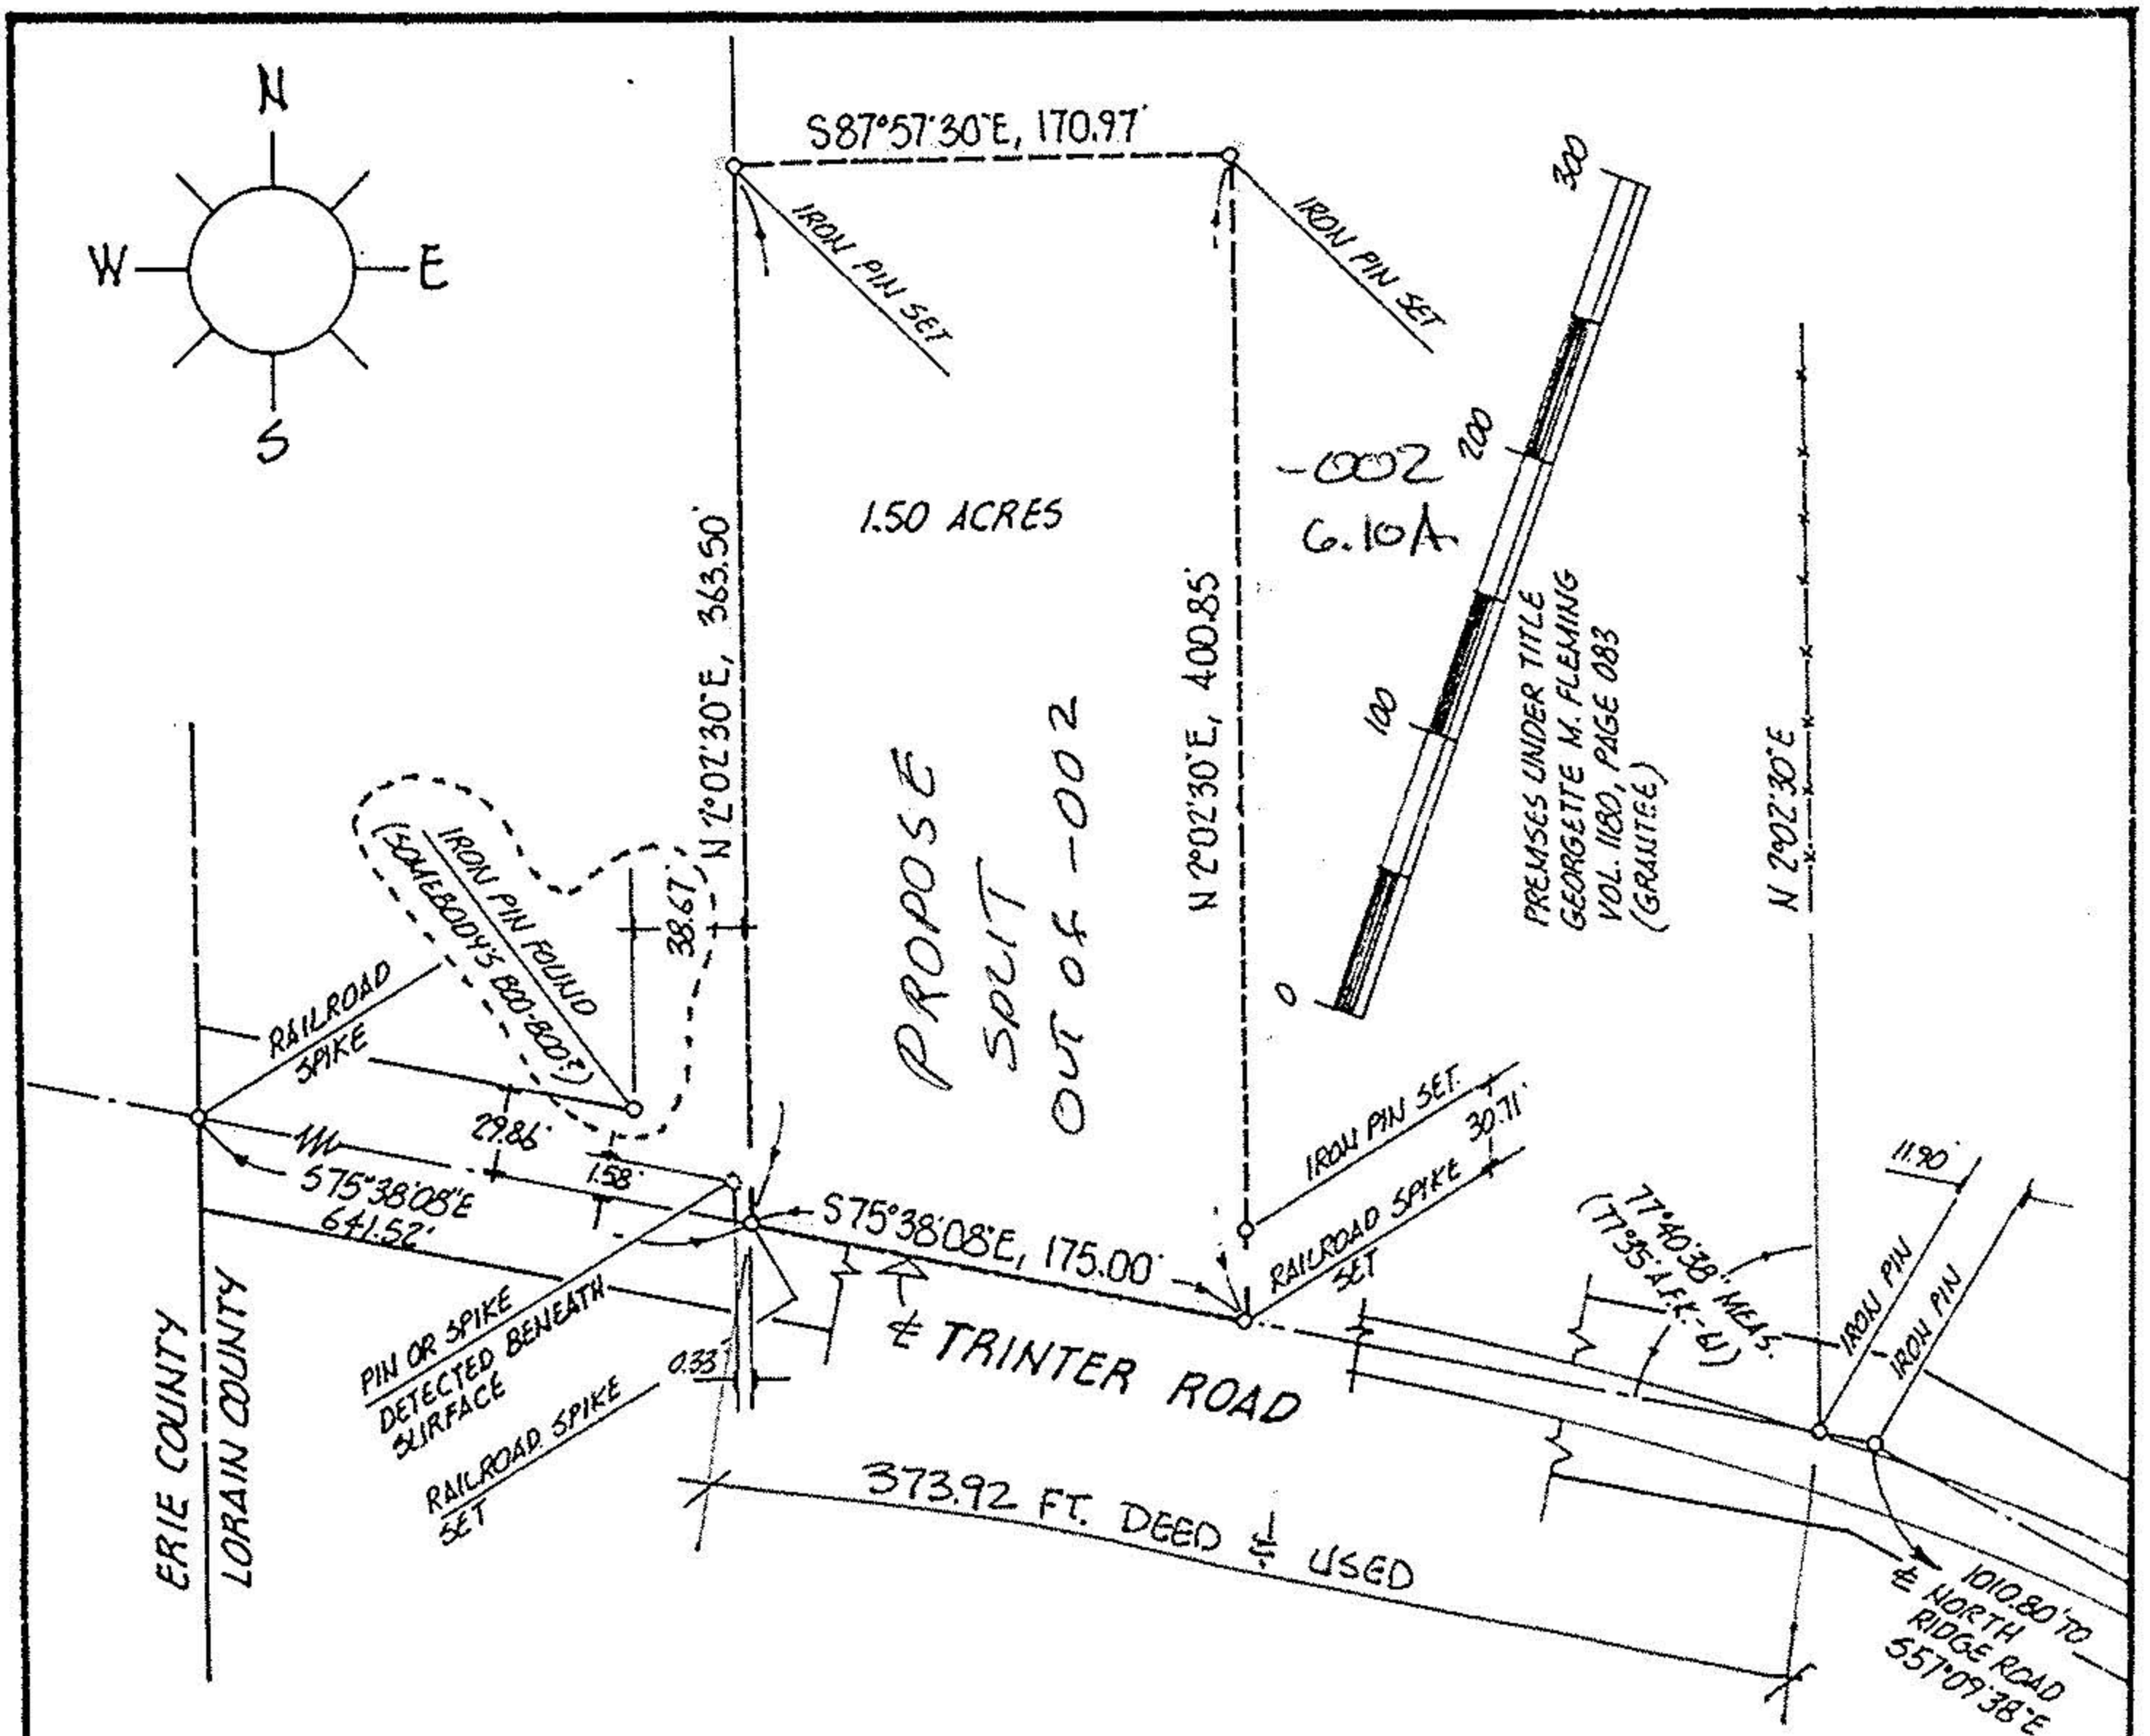 N
W
E
S
S87°57'30"E, 170.97'
IRON PIN SET
IRON PIN SET
300
200
100
0
-002
6.10A
1.50 ACRES
N 2°02'30"E, 363.50'
N 2°02'30"E, 400.85'
PREMSES UNDER TITLE
GEORGETTE M. FLEMING
VOL. 1180, PAGE 083
(GRANTEE)
N 2°02'30"E
PROPOSE
SPLIT
OUT OF -002
IRON PIN FOUND
(SOMEBODY'S BOO-BOO?)
38.67'
RAILROAD
SPIKE
29.86'
1.58'
S75°38'08"E
641.52'
S75°38'08"E, 175.00'
IRON PIN SET
30.71'
RAILROAD SPIKE
SET
77°40'38" MEAS.
(77°35' A.F.K.-61)
11.90'
IRON PIN
IRON PIN
ERIE COUNTY
LORAIN COUNTY
PIN OR SPIKE
DETECTED BENEATH
SURFACE
RAILROAD SPIKE
SET
0.33'
℄ TRINTER ROAD
373.92 FT. DEED & USED
1010.80' TO
℄ NORTH
RIDGE ROAD
S57°09'38"E